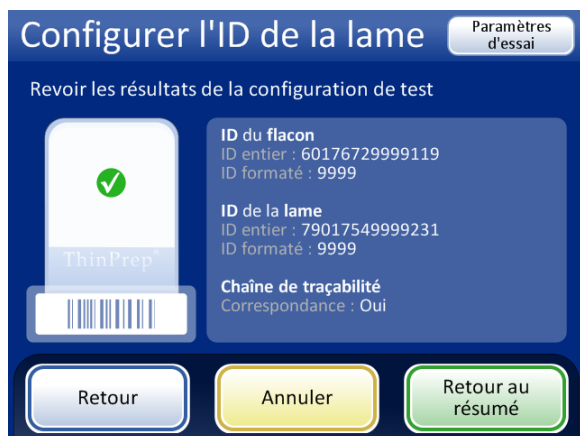 Configurer l'ID de la lame
Paramètres
d'essai
Revoir les résultats de la configuration de test
ThinPrep®
ID du flacon
ID entier : 60176729999119
ID formaté : 9999
ID de la lame
ID entier : 79017549999231
ID formaté : 9999
Chaîne de traçabilité
Correspondance : Oui
Retour
Annuler
Retour au
résumé